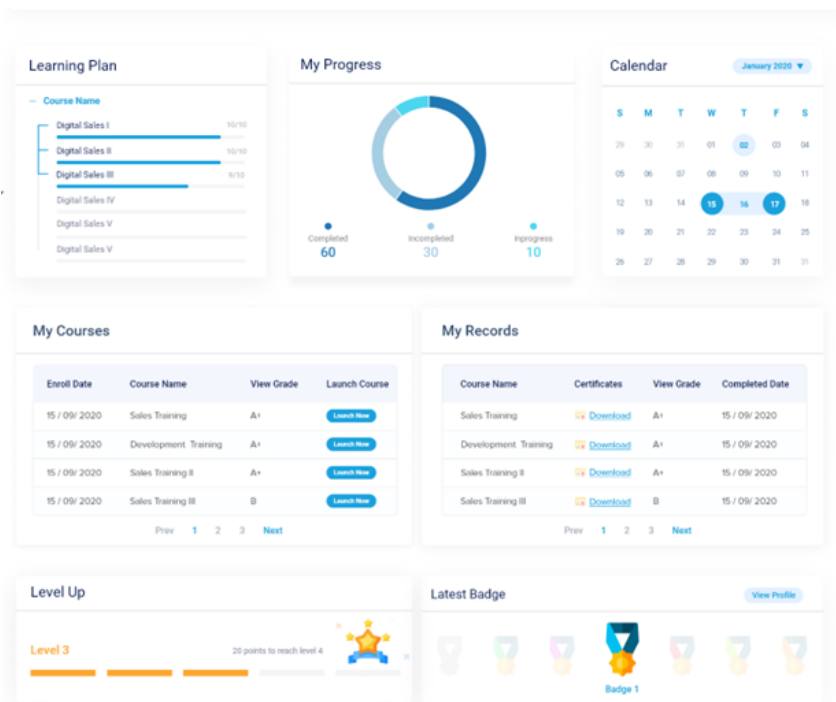 Learning Plan
Course Name
Digital Sales I 10/10
Digital Sales II 10/10
Digital Sales III 9/10
Digital Sales IV
Digital Sales V
Digital Sales V
My Progress
Completed Incompleted Inprogress
60 30 10
Calendar January 2020 ▼
S M T W T F S
29 30 31 01 02 03 04
05 06 07 08 09 10 11
12 13 14 15 16 17 18
19 20 21 22 23 24 25
26 27 28 29 30 31 31
My Courses
Enroll Date Course Name View Grade Launch Course
15 / 09/ 2020 Sales Training A+ Launch Now
15 / 09/ 2020 Development Training A+ Launch Now
15 / 09/ 2020 Sales Training II A+ Launch Now
15 / 09/ 2020 Sales Training III B Launch Now
Prev 1 2 3 Next
My Records
Course Name Certificates View Grade Completed Date
Sales Training Download A+ 15 / 09/ 2020
Development Training Download A+ 15 / 09/ 2020
Sales Training II Download A+ 15 / 09/ 2020
Sales Training III Download B 15 / 09/ 2020
Prev 1 2 3 Next
Level Up
Level 3 20 points to reach level 4
Latest Badge View Profile
Badge 1